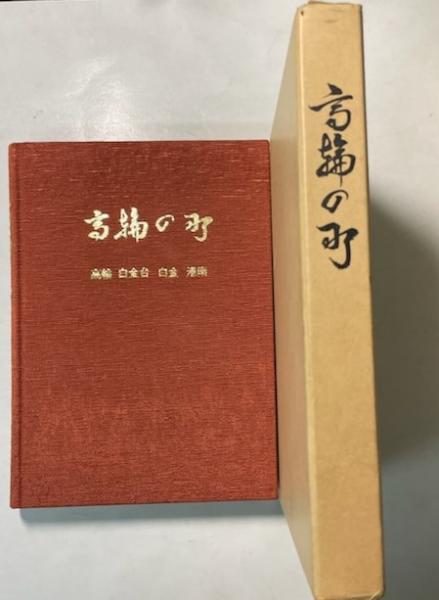 高輪の町
高輪 白金台 白金 港南
高輪の町